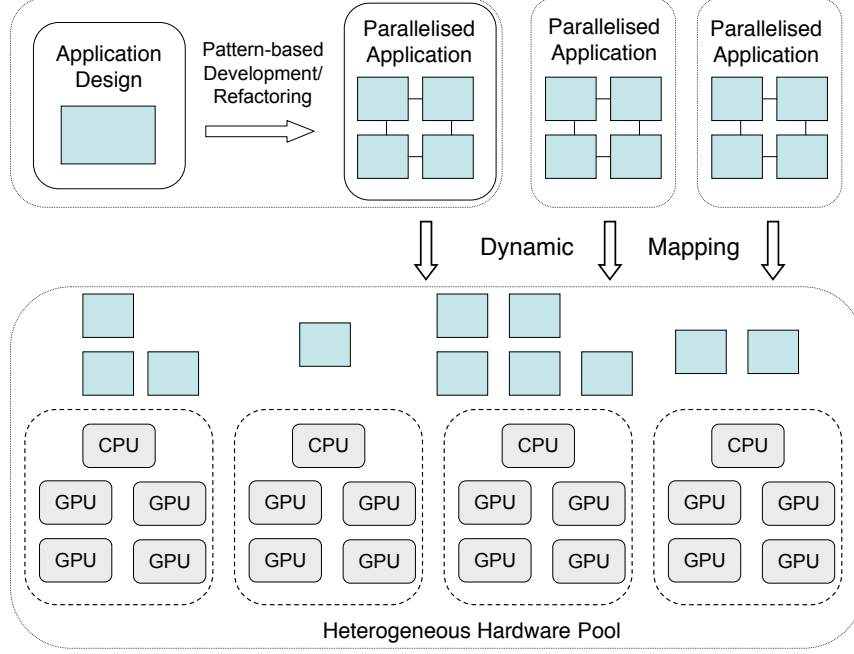 Application
Design
Pattern-based
Development/
Refactoring
Parallelised
Application
Parallelised
Application
Parallelised
Application
Dynamic Mapping
CPU CPU CPU CPU
GPU GPU GPU GPU GPU GPU GPU GPU
GPU GPU GPU GPU GPU GPU GPU GPU
Heterogeneous Hardware Pool